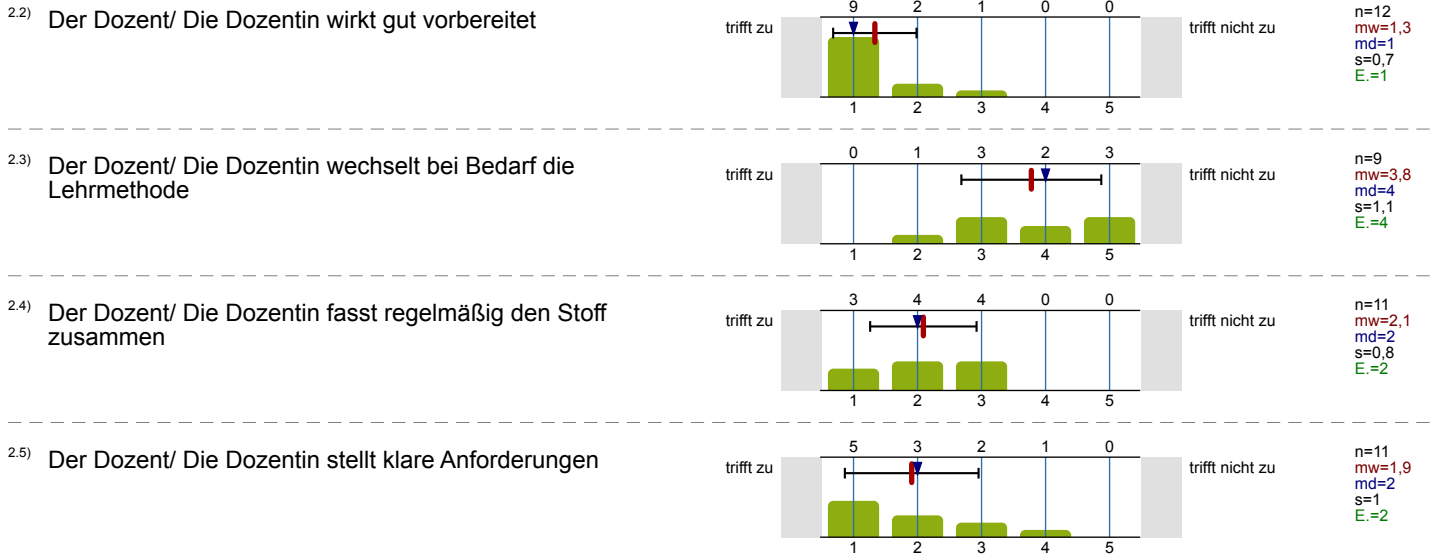 2.2) Der Dozent/ Die Dozentin wirkt gut vorbereitet
trifft zu
9 2 1 0 0
1 2 3 4 5
trifft nicht zu
n=12
mw=1,3
md=1
s=0,7
E.=1
2.3) Der Dozent/ Die Dozentin wechselt bei Bedarf die
Lehrmethode
trifft zu
0 1 3 2 3
1 2 3 4 5
trifft nicht zu
n=9
mw=3,8
md=4
s=1,1
E.=4
2.4) Der Dozent/ Die Dozentin fasst regelmäßig den Stoff
zusammen
trifft zu
3 4 4 0 0
1 2 3 4 5
trifft nicht zu
n=11
mw=2,1
md=2
s=0,8
E.=2
2.5) Der Dozent/ Die Dozentin stellt klare Anforderungen
trifft zu
5 3 2 1 0
1 2 3 4 5
trifft nicht zu
n=11
mw=1,9
md=2
s=1
E.=2